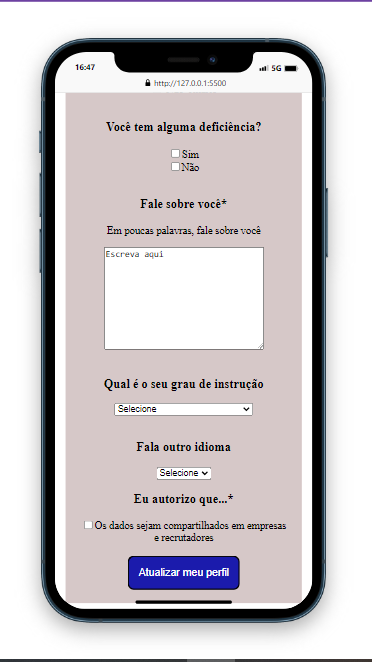 16:47
5G
http://127.0.0.1:5500
Você tem alguma deficiência?
Sim
Não
Fale sobre você*
Em poucas palavras, fale sobre você
Escreva aqui
Qual é o seu grau de instrução
Selecione
Fala outro idioma
Selecione
Eu autorizo que...*
Os dados sejam compartilhados em empresas
e recrutadores
Atualizar meu perfil